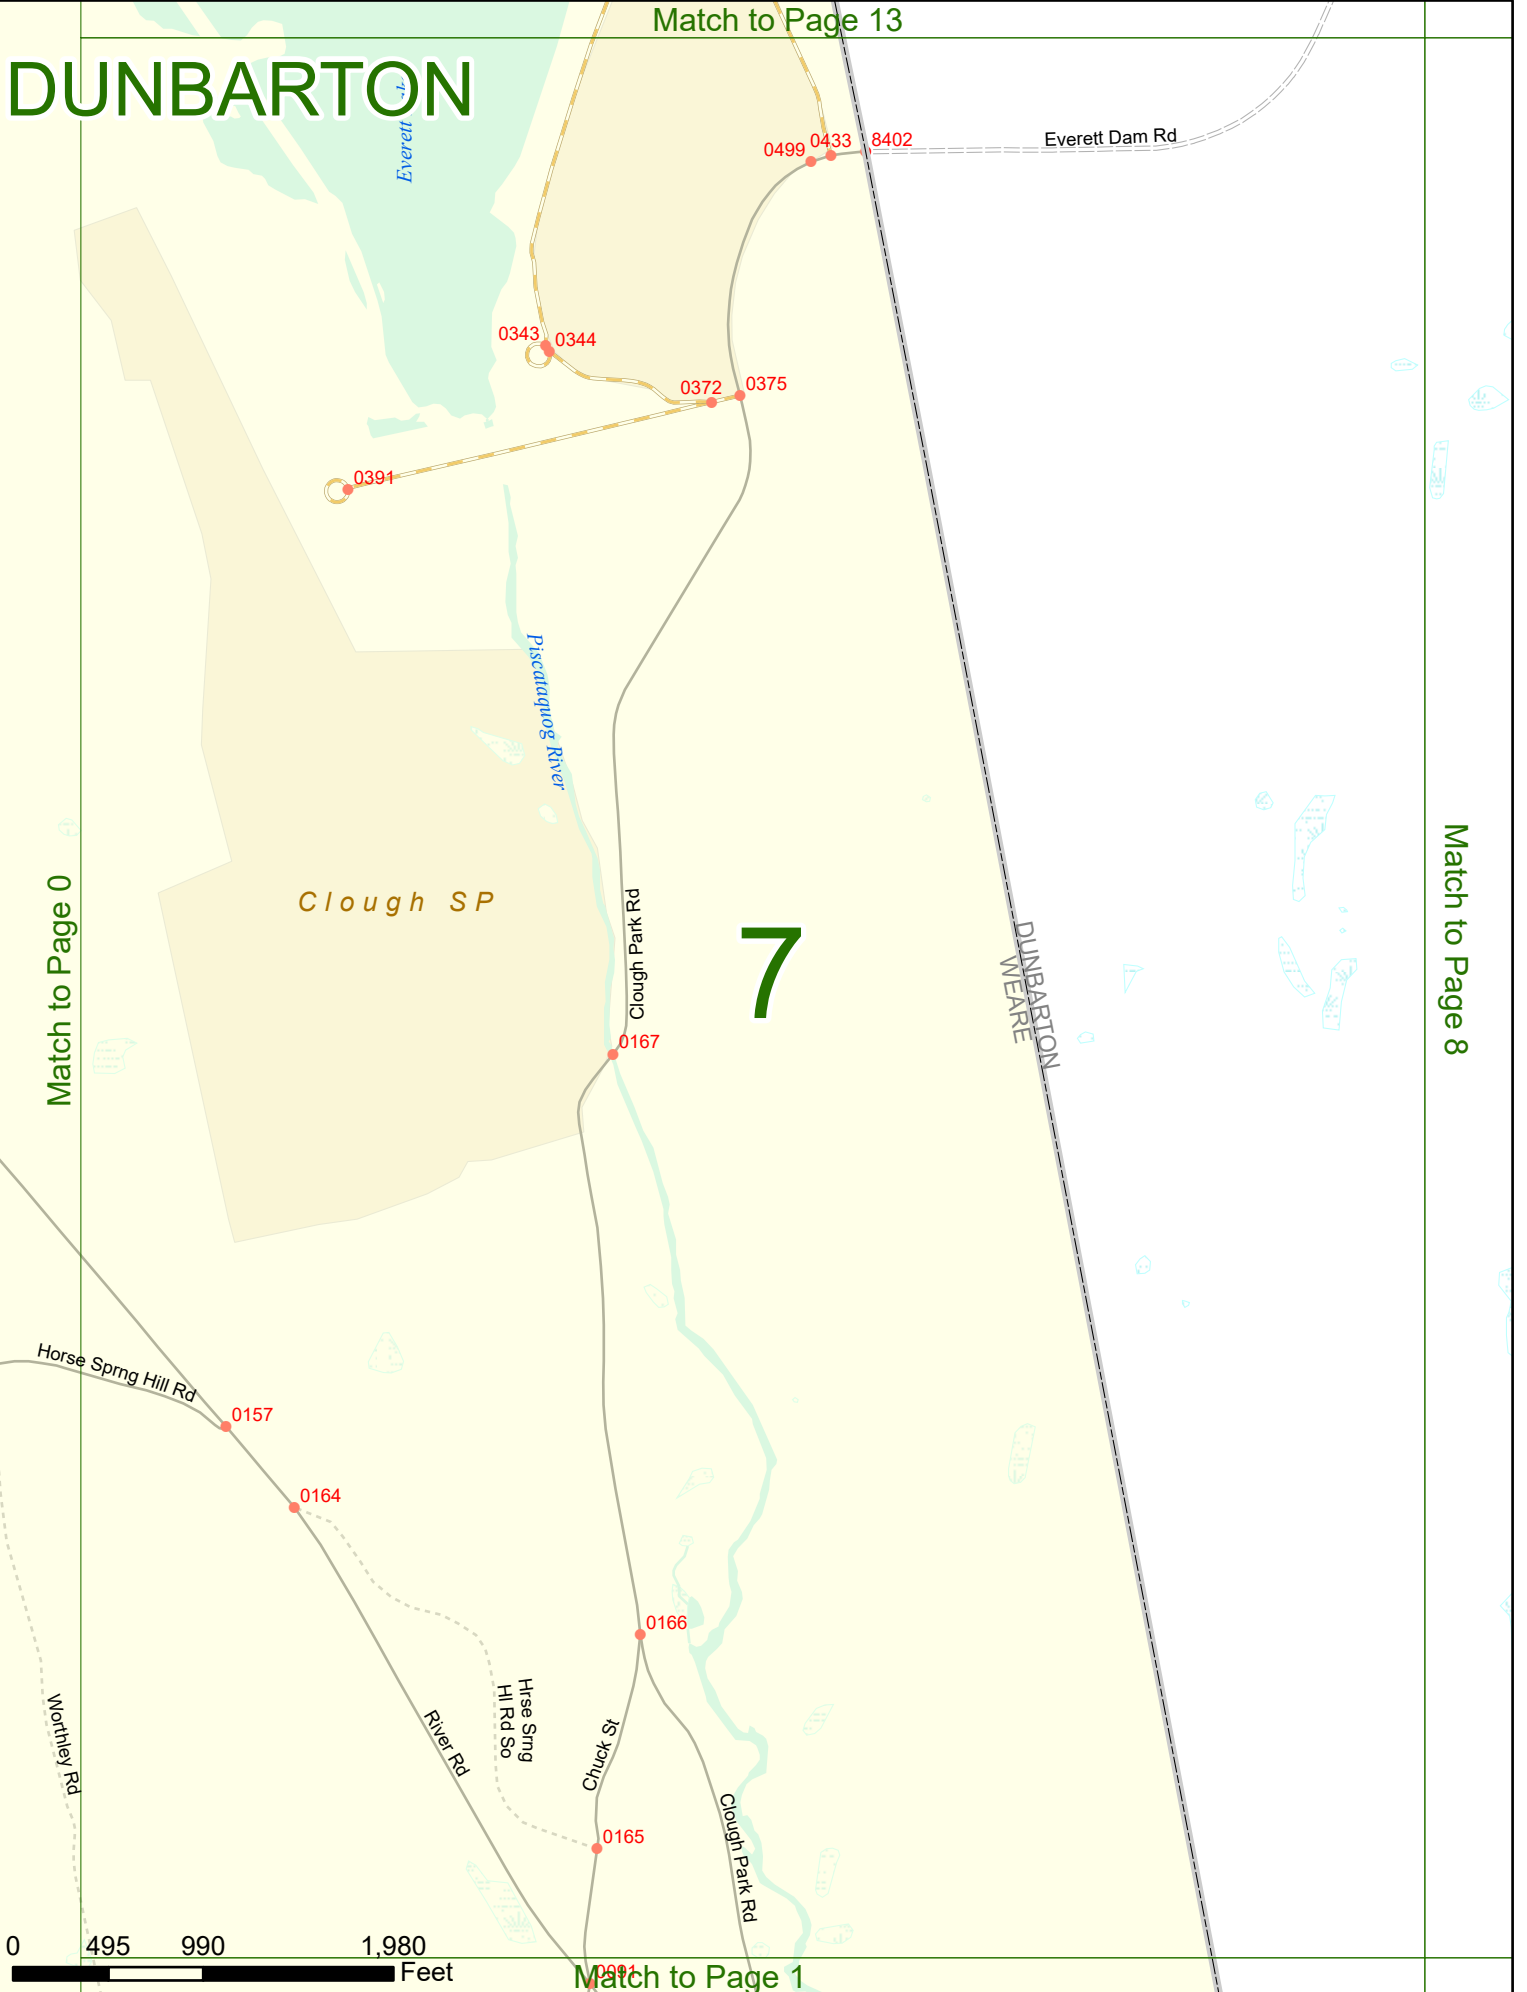 Match to Page 13
DUNBARTON
Everett
0433
8402
0499
Everett Dam Rd
0343
0344
0372
0375
0391
Piscataquog River
Clough SP
Clough Park Rd
7
Match to Page 0
Match to Page 8
DUNBARTON
WEARE
0167
Horse Sprng Hill Rd
0157
0164
0166
Hrse Srng
Hl Rd So
Worthley Rd
River Rd
Chuck St
Clough Park Rd
0165
0 495 990 1,980
Feet
0091
Match to Page 1